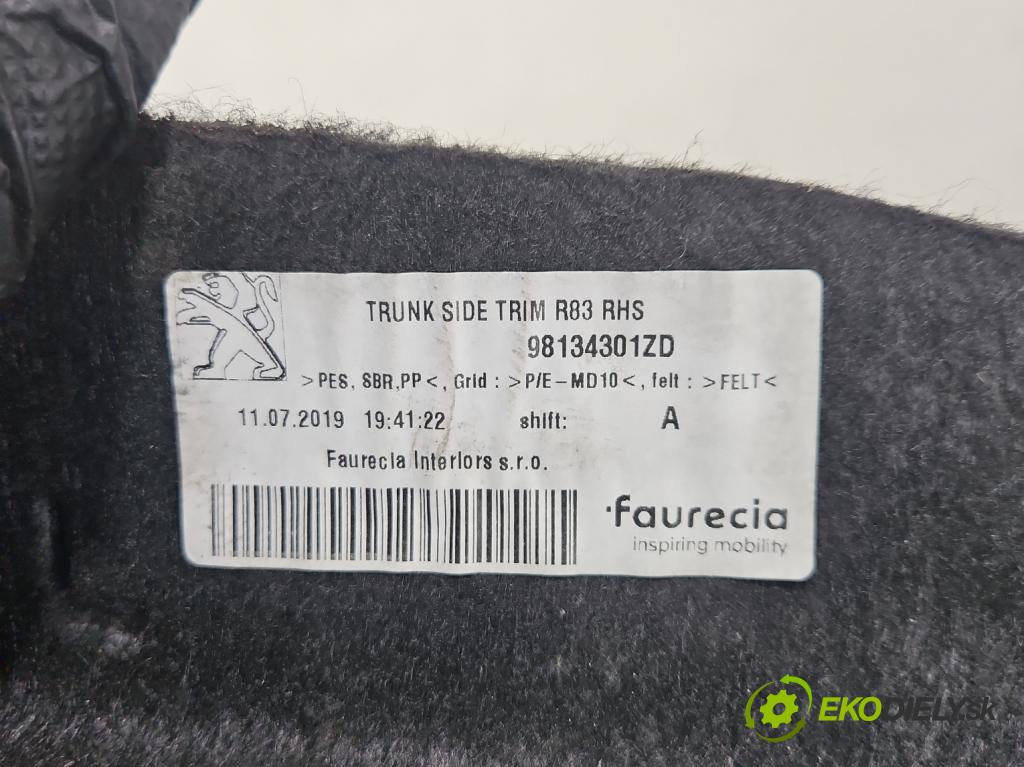 TRUNK SIDE TRIM R83 RHS
98134301ZD
>PES, SBR,PP<, Grid : >P/E-MD10<, felt : >FELT<
11.07.2019 19:41:22 shift: A
Faurecia Interiors s.r.o.
faurecia
inspiring mobility
EKODIELY.sk